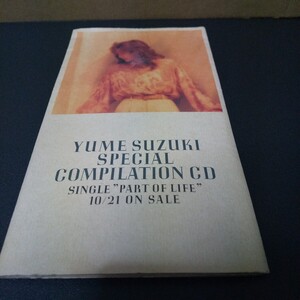 YUME SUZUKI
SPECIAL
COMPILATION CD
SINGLE "PART OF LIFE"
10/21 ON SALE